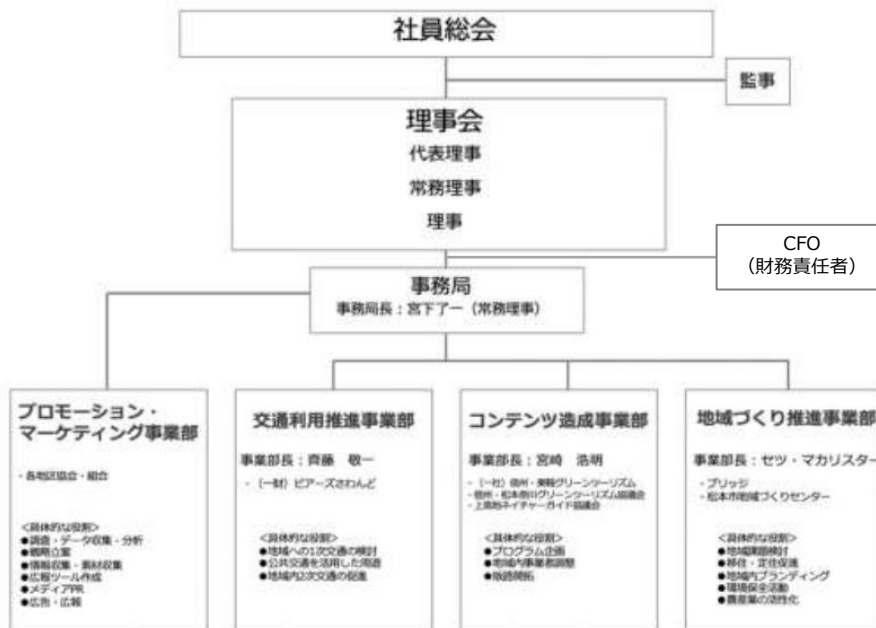 社員総会
監事
理事会
代表理事
常務理事
理事
CFO
（財務責任者）
事務局
事務局長：宮下了一（常務理事）
プロモーション・
マーケティング事業部
・各地区協会・組合
＜具体的な役割＞
●調査・データ収集・分析
●戦略立案
●情報収集・素材収集
●広報ツール作成
●メディアPR
●広告・広報
交通利用推進事業部
事業部長：齊藤　敬一
・（一財）ピアーズさわんど
＜具体的な役割＞
●地域への1次交通の検討
●公共交通を活用した周遊
●地域内2次交通の促進
コンテンツ造成事業部
事業部長：宮崎　浩明
・（一社）信州・乗鞍グリーンツーリズム
・信州・松本奈川グリーンツーリズム協議会
・上高地ネイチャーガイド協議会
＜具体的な役割＞
●プログラム企画
●地域内事業者調整
●販路開拓
地域づくり推進事業部
事業部長：セツ・マカリスター
・ブリッジ
・松本市地域づくりセンター
＜具体的な役割＞
●地域課題検討
●移住・定住促進
●地域内ブランディング
●環境保全活動
●農産業の活性化